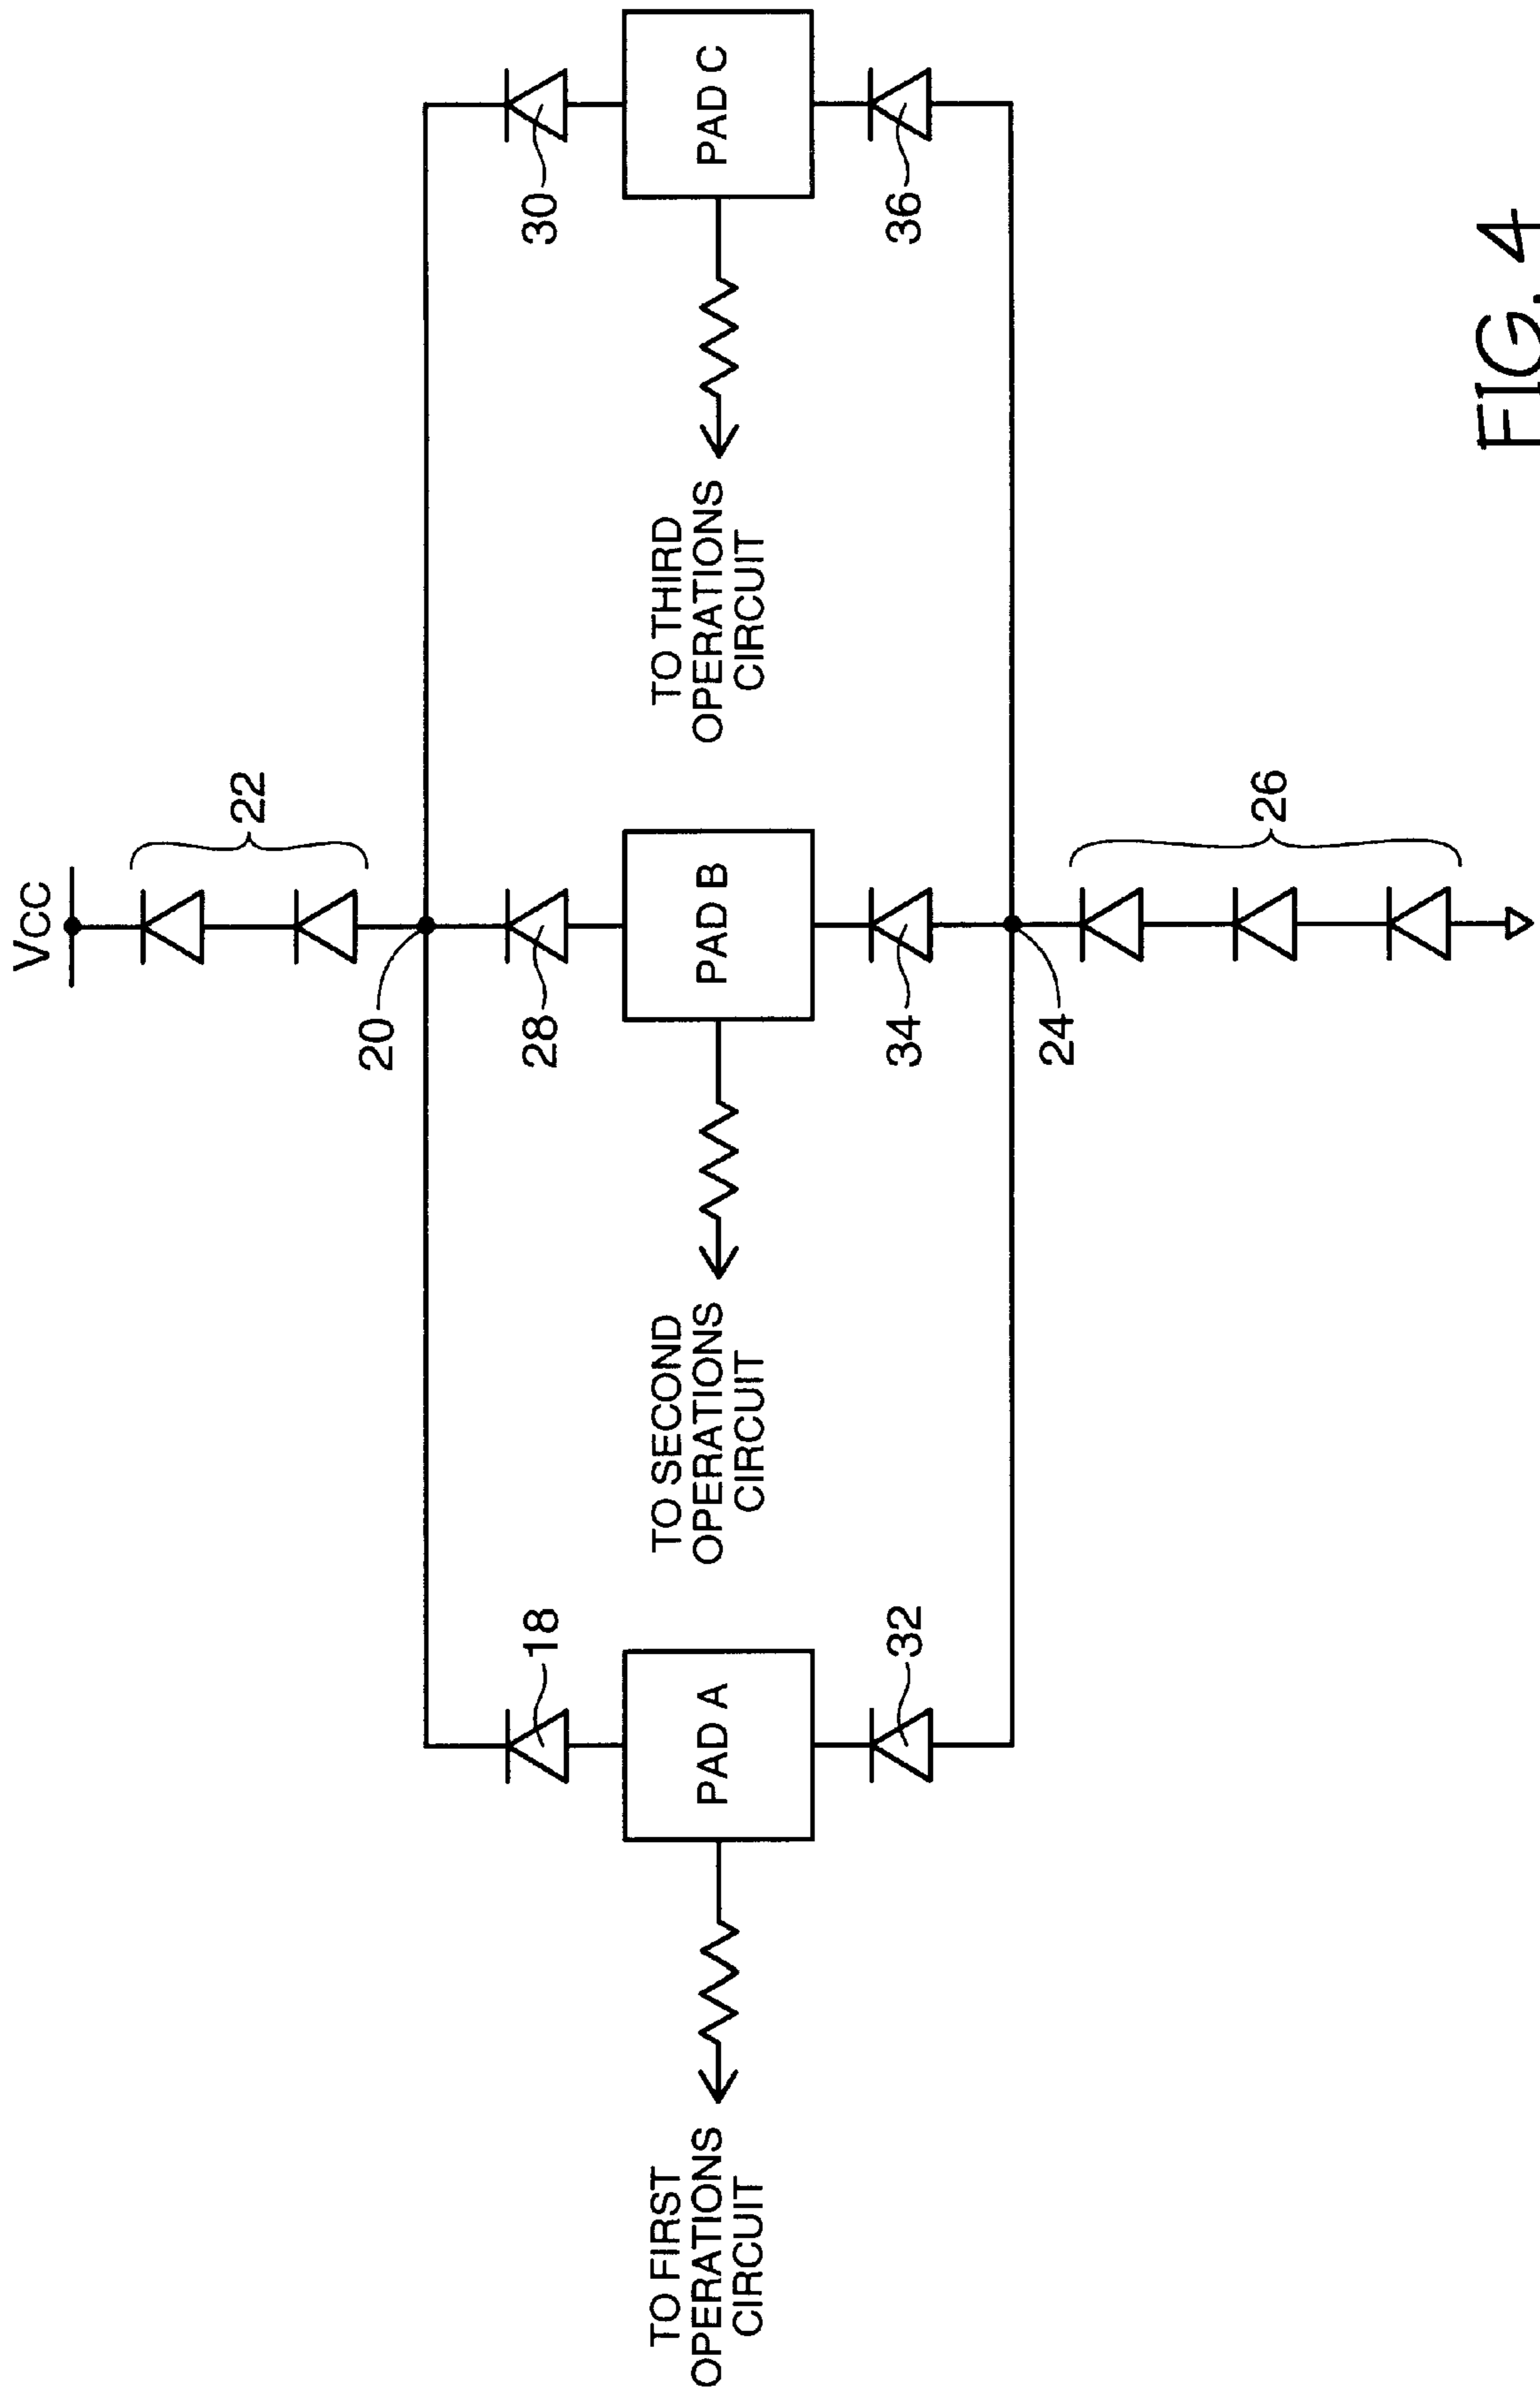 VCC
22
20
18
28
30
PAD A
PAD B
PAD C
TO FIRST
OPERATIONS
CIRCUIT
TO SECOND
OPERATIONS
CIRCUIT
TO THIRD
OPERATIONS
CIRCUIT
32
34
36
24
26
FIG. 4